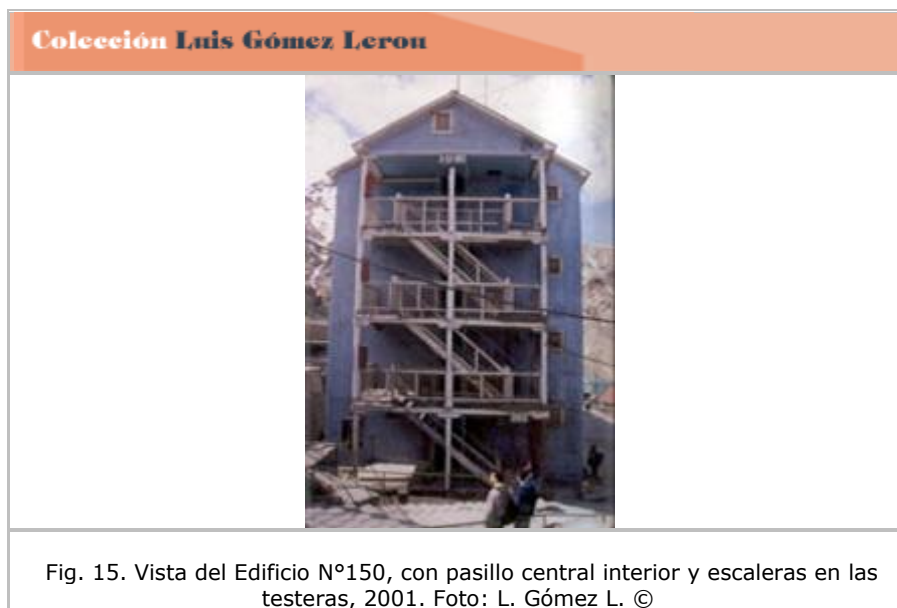 Colección Luis Gómez Lerou
Fig. 15. Vista del Edificio N°150, con pasillo central interior y escaleras en las
testeras, 2001. Foto: L. Gómez L. ©